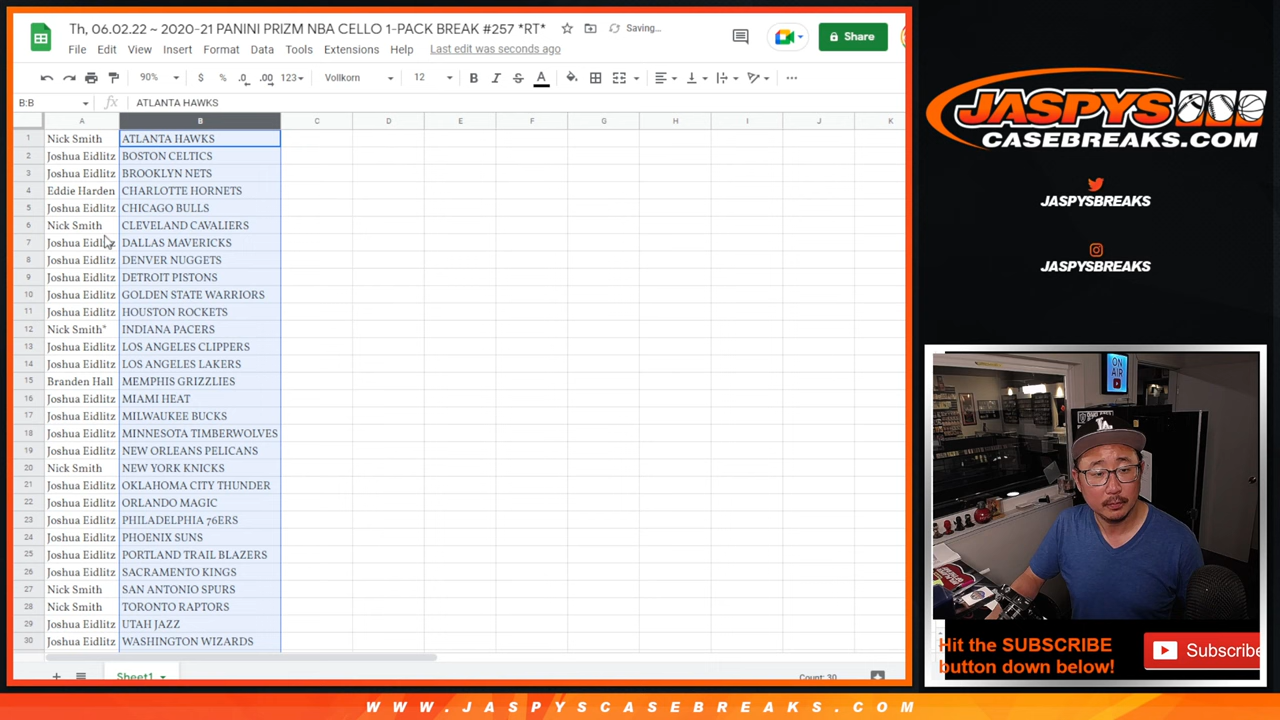 Th, 06.02.22 ~ 2020-21 PANINI PRIZM NBA CELLO 1-PACK BREAK #257 *RT*
Saving...
File Edit View Insert Format Data Tools Extensions Help Last edit was seconds ago
Share
90% $ % .0 .00 123 Vollkorn 12 B I S A
B:B fx ATLANTA HAWKS
A B C D E F G H I J K
1 Nick Smith ATLANTA HAWKS
2 Joshua Eidlitz BOSTON CELTICS
3 Joshua Eidlitz BROOKLYN NETS
4 Eddie Harden CHARLOTTE HORNETS
5 Joshua Eidlitz CHICAGO BULLS
6 Nick Smith CLEVELAND CAVALIERS
7 Joshua Eidlitz DALLAS MAVERICKS
8 Joshua Eidlitz DENVER NUGGETS
9 Joshua Eidlitz DETROIT PISTONS
10 Joshua Eidlitz GOLDEN STATE WARRIORS
11 Joshua Eidlitz HOUSTON ROCKETS
12 Nick Smith* INDIANA PACERS
13 Joshua Eidlitz LOS ANGELES CLIPPERS
14 Joshua Eidlitz LOS ANGELES LAKERS
15 Branden Hall MEMPHIS GRIZZLIES
16 Joshua Eidlitz MIAMI HEAT
17 Joshua Eidlitz MILWAUKEE BUCKS
18 Joshua Eidlitz MINNESOTA TIMBERWOLVES
19 Joshua Eidlitz NEW ORLEANS PELICANS
20 Nick Smith NEW YORK KNICKS
21 Joshua Eidlitz OKLAHOMA CITY THUNDER
22 Joshua Eidlitz ORLANDO MAGIC
23 Joshua Eidlitz PHILADELPHIA 76ERS
24 Joshua Eidlitz PHOENIX SUNS
25 Joshua Eidlitz PORTLAND TRAIL BLAZERS
26 Joshua Eidlitz SACRAMENTO KINGS
27 Nick Smith SAN ANTONIO SPURS
28 Nick Smith TORONTO RAPTORS
29 Joshua Eidlitz UTAH JAZZ
30 Joshua Eidlitz WASHINGTON WIZARDS
Sheet1
Count: 30
JASPYS
CASEBREAKS.COM
JASPYSBREAKS
JASPYSBREAKS
ON AIR
LA
Hit the SUBSCRIBE
button down below!
Subscribe
WWW.JASPYSCASEBREAKS.COM